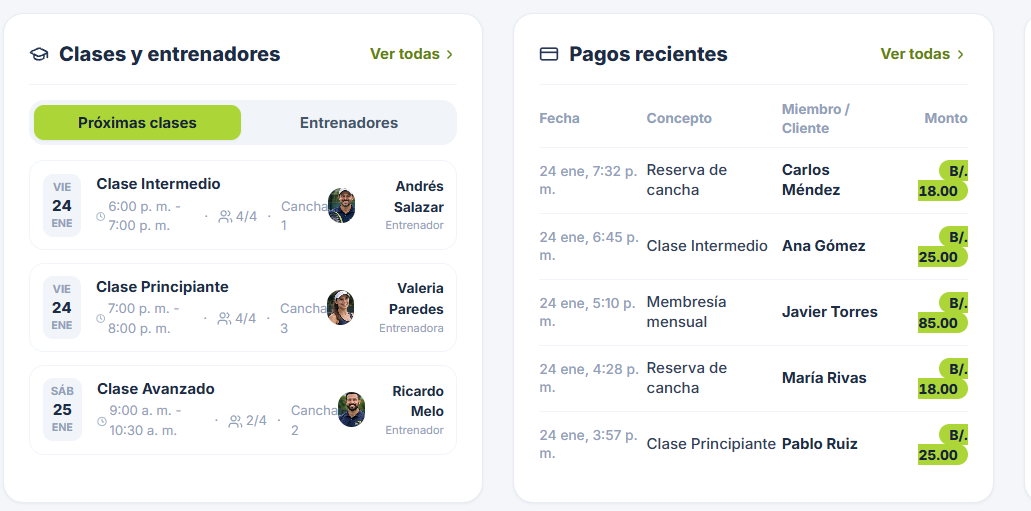 Clases y entrenadores
Ver todas
Próximas clases
Entrenadores
VIE
24
ENE
Clase Intermedio
6:00 p. m. -
7:00 p. m.
·
4/4
·
Cancha
1
Andrés
Salazar
Entrenador
VIE
24
ENE
Clase Principiante
7:00 p. m. -
8:00 p. m.
·
4/4
·
Cancha
3
Valeria
Paredes
Entrenadora
SÁB
25
ENE
Clase Avanzado
9:00 a. m. -
10:30 a. m.
·
2/4
·
Cancha
2
Ricardo
Melo
Entrenador
Pagos recientes
Ver todas
Fecha
Concepto
Miembro /
Cliente
Monto
24 ene, 7:32 p.
m.
Reserva de
cancha
Carlos
Méndez
B/.
18.00
24 ene, 6:45 p.
m.
Clase Intermedio
Ana Gómez
B/.
25.00
24 ene, 5:10 p.
m.
Membresía
mensual
Javier Torres
B/.
85.00
24 ene, 4:28 p.
m.
Reserva de
cancha
María Rivas
B/.
18.00
24 ene, 3:57 p.
m.
Clase Principiante
Pablo Ruiz
B/.
25.00